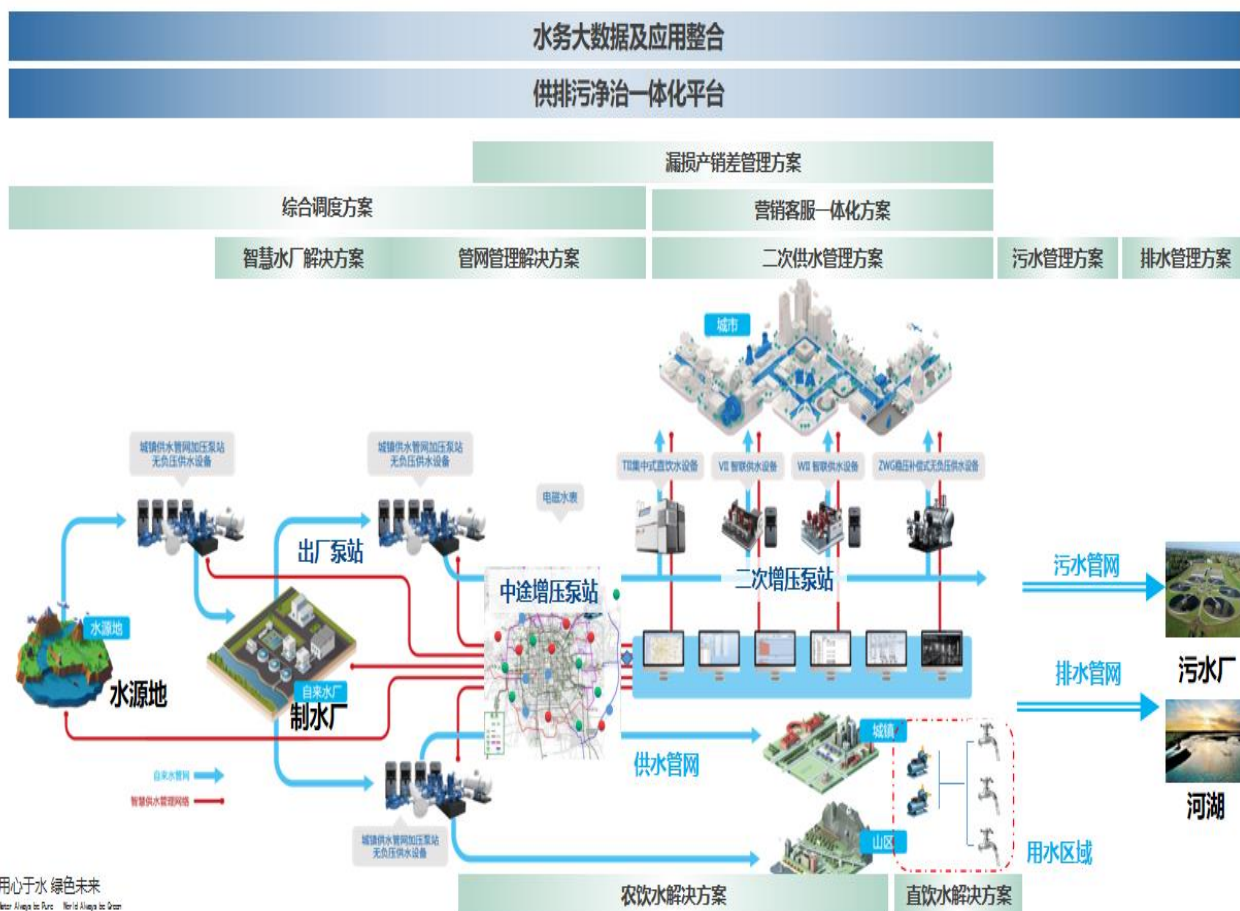 水务大数据及应用整合
供排污净治一体化平台
漏损产销差管理方案
综合调度方案
营销客服一体化方案
智慧水厂解决方案
管网管理解决方案
二次供水管理方案
污水管理方案
排水管理方案
城市
城镇供水管网加压泵站
无负压供水设备
城镇供水管网加压泵站
无负压供水设备
电磁水表
TII集中式直饮水设备
VII 智联供水设备
WII 智联供水设备
ZWG稳压补偿式无负压供水设备
出厂泵站
中途增压泵站
二次增压泵站
污水管网
水源地
水源地
自来水厂
制水厂
污水厂
排水管网
供水管网
城镇
自来水管网
智慧供水管理网络
城镇供水管网加压泵站
无负压供水设备
山区
用水区域
河湖
用心于水 绿色未来
农饮水解决方案
直饮水解决方案